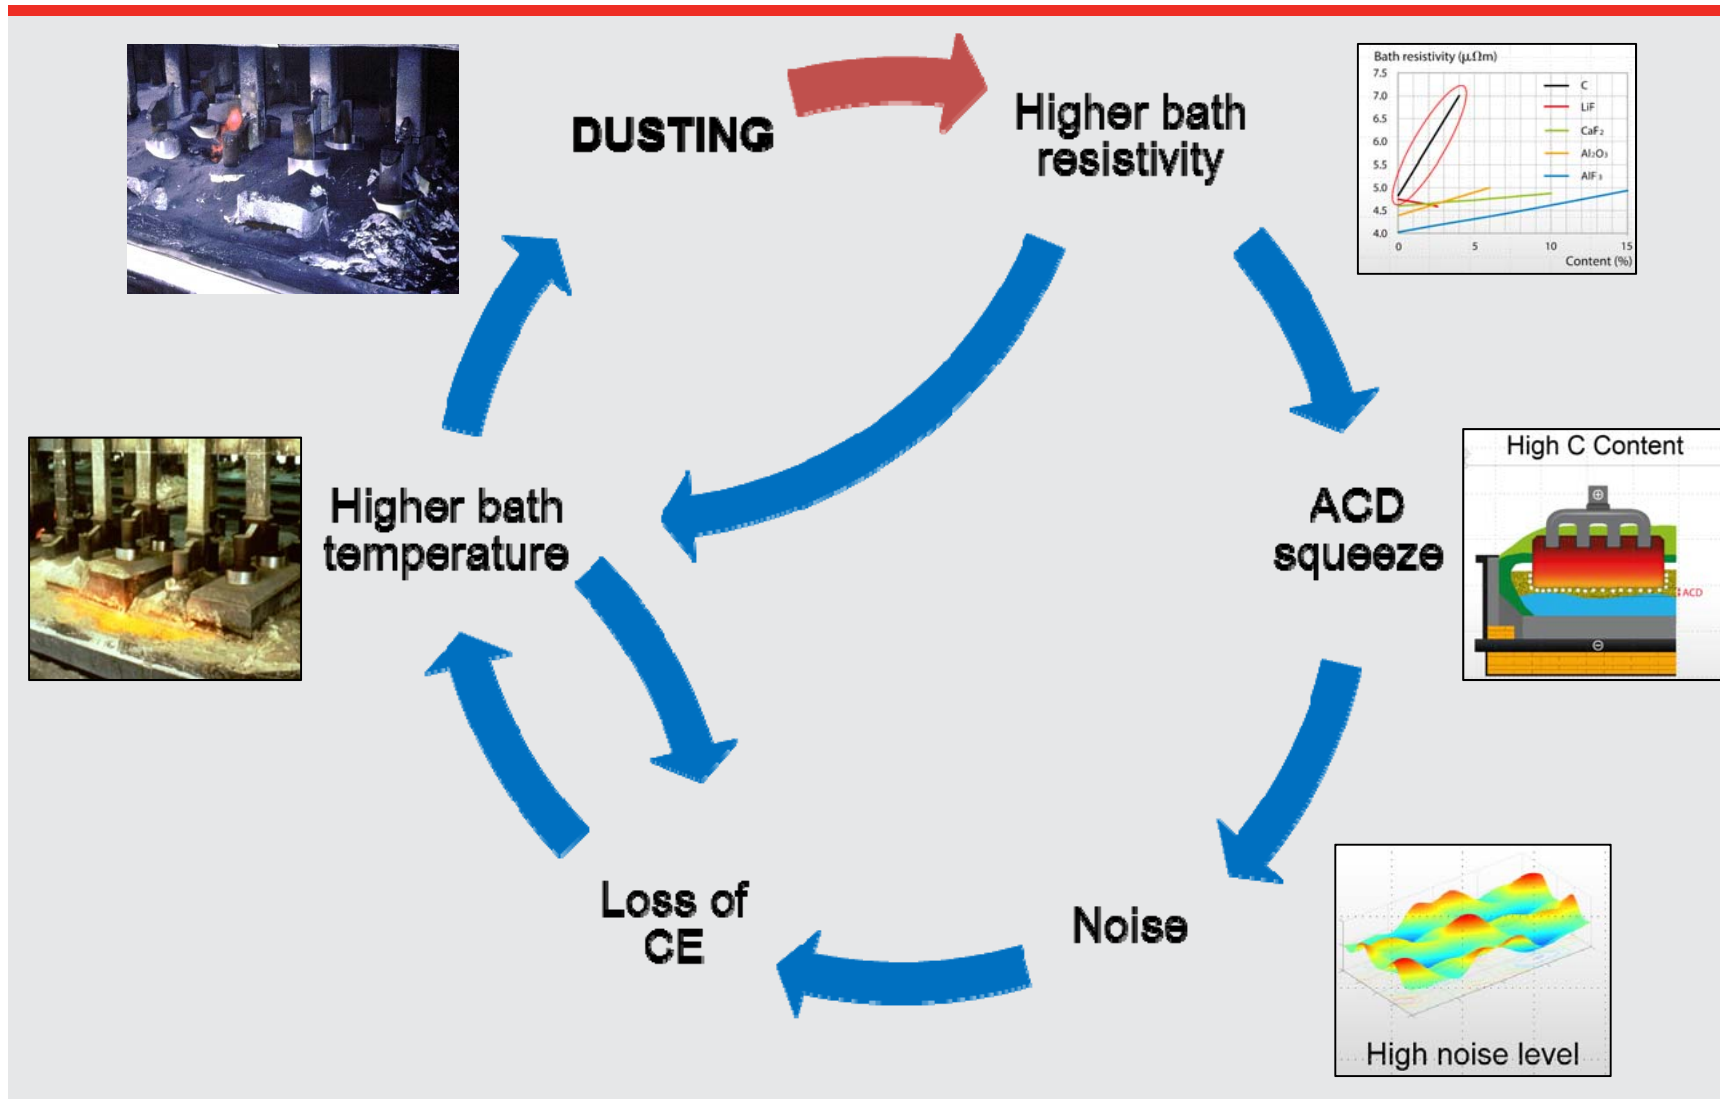 DUSTING
Higher bath
resistivity
Bath resistivity (μΩm)
7.5
7.0
6.5
6.0
5.5
5.0
4.5
4.0
0
5
10
15
Content (%)
C
LiF
CaF₂
Al₂O₃
AlF₃
Higher bath
temperature
ACD
squeeze
High C Content
ACD
Loss of
CE
Noise
High noise level